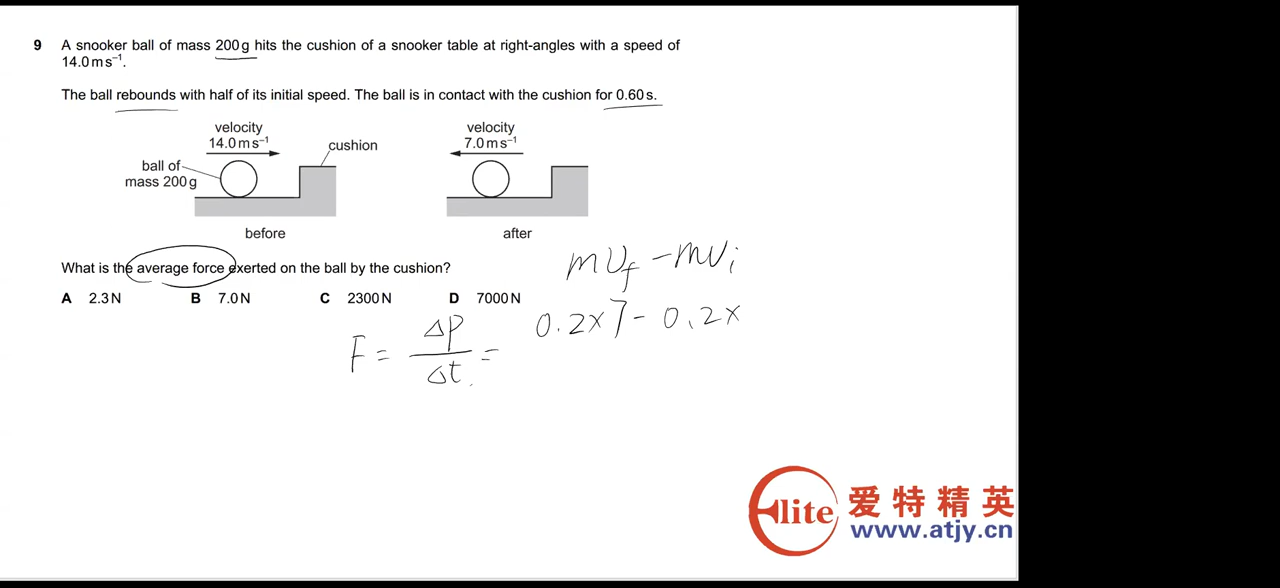 9 A snooker ball of mass 200 g hits the cushion of a snooker table at right-angles with a speed of
14.0 m s⁻¹.
The ball rebounds with half of its initial speed. The ball is in contact with the cushion for 0.60 s.
velocity
14.0 m s⁻¹
cushion
ball of
mass 200 g
before
velocity
7.0 m s⁻¹
after
What is the average force exerted on the ball by the cushion?
A 2.3 N B 7.0 N C 2300 N D 7000 N
mv_f - mv_i
F = Δp/Δt = 0.2×7 - 0.2×
Elite 爱特精英
www.atjy.cn